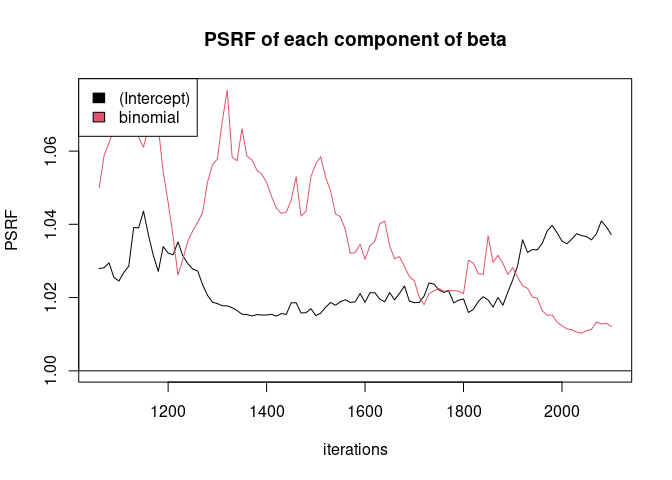 PSRF of each component of beta
(Intercept)
binomial
PSRF
1.06
1.04
1.02
1.00
1200 1400 1600 1800 2000
iterations